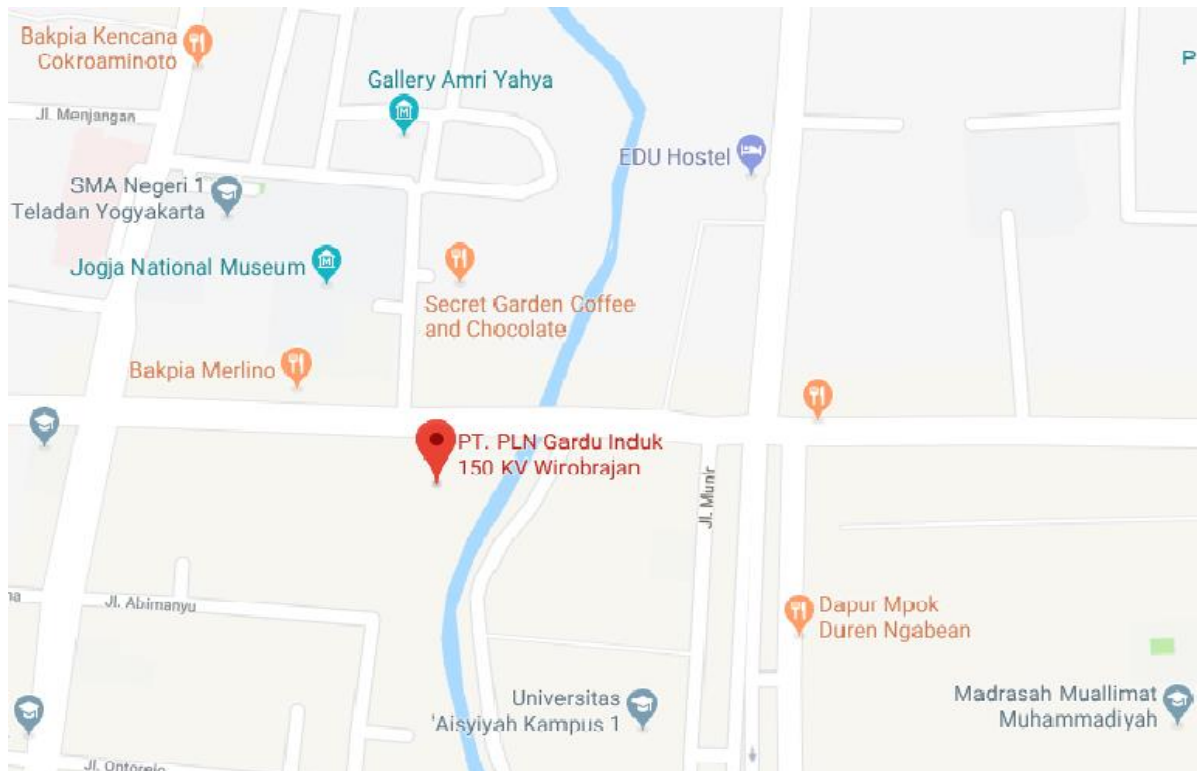 Bakpia Kencana
Cokroaminoto
P
Gallery Amri Yahya
Jl. Menjangan
EDU Hostel
SMA Negeri 1
Teladan Yogyakarta
Jogja National Museum
Secret Garden Coffee
and Chocolate
Bakpia Merlino
PT. PLN Gardu Induk
150 KV Wirobrajan
Jl. Munir
na
Jl. Abimanyu
Dapur Mpok
Duren Ngabean
Universitas
'Aisyiyah Kampus 1
Madrasah Muallimat
Muhammadiyah
Jl. Ontorejo